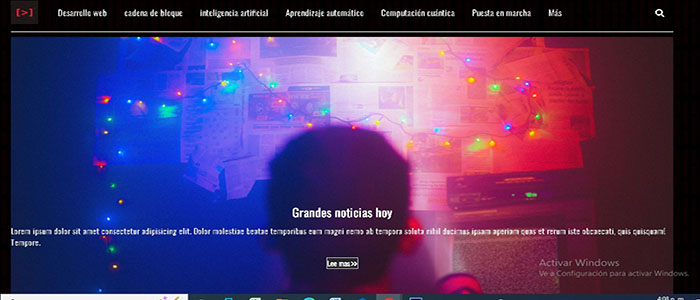 [>]
Desarrollo web cadena de bloque inteligencia artificial Aprendizaje automático Computación cuántica Puesta en marcha Más
Grandes noticias hoy
Lorem ipsum dolor sit amet consectetur adipisicing elit. Dolor molestiae beatae temporibus eum magni nemo ab tempora soluta nihil ducimus ipsam aperiam quas et rerum iste obcaecati, quis quisquam!
Tempore.
Lee mas>>
Activar Windows
Ve a Configuración para activar Windows.